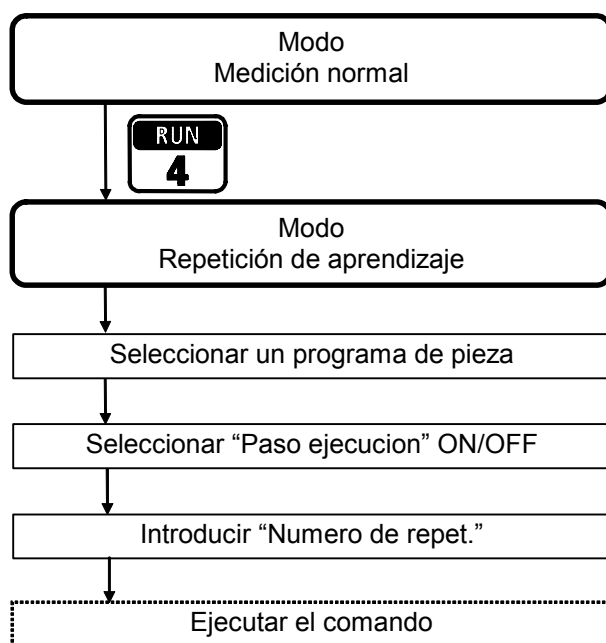 Modo
Medición normal
RUN
4
Modo
Repetición de aprendizaje
Seleccionar un programa de pieza
Seleccionar “Paso ejecucion” ON/OFF
Introducir “Numero de repet.”
Ejecutar el comando